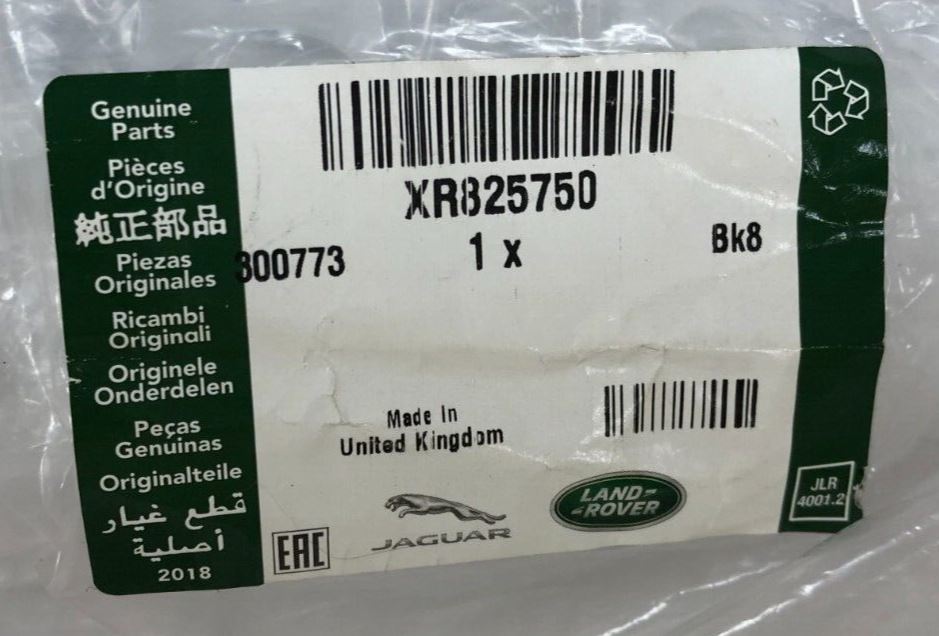 Genuine
Parts
Pièces
d'Origine
純正部品
Piezas
Originales
Ricambi
Originali
Originele
Onderdelen
Peças
Genuínas
Originalteile
قطع غيار
أصلية
2018
XR825750
300773
1 x
Bk8
Made In
United Kingdom
EAC
JAGUAR
LAND-
-ROVER
JLR
4001.2